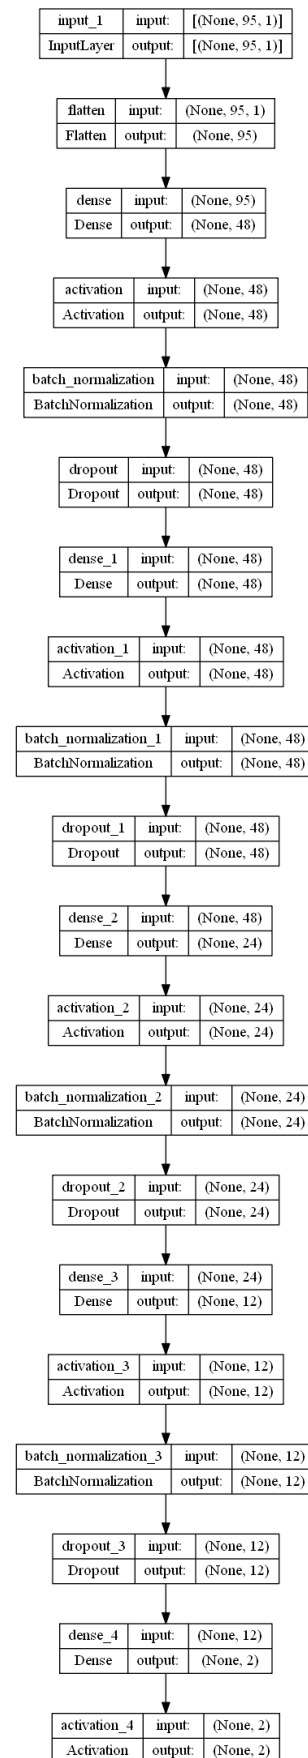 input_1 input: [(None, 95, 1)]
InputLayer output: [(None, 95, 1)]
flatten input: (None, 95, 1)
Flatten output: (None, 95)
dense input: (None, 95)
Dense output: (None, 48)
activation input: (None, 48)
Activation output: (None, 48)
batch_normalization input: (None, 48)
BatchNormalization output: (None, 48)
dropout input: (None, 48)
Dropout output: (None, 48)
dense_1 input: (None, 48)
Dense output: (None, 48)
activation_1 input: (None, 48)
Activation output: (None, 48)
batch_normalization_1 input: (None, 48)
BatchNormalization output: (None, 48)
dropout_1 input: (None, 48)
Dropout output: (None, 48)
dense_2 input: (None, 48)
Dense output: (None, 24)
activation_2 input: (None, 24)
Activation output: (None, 24)
batch_normalization_2 input: (None, 24)
BatchNormalization output: (None, 24)
dropout_2 input: (None, 24)
Dropout output: (None, 24)
dense_3 input: (None, 24)
Dense output: (None, 12)
activation_3 input: (None, 12)
Activation output: (None, 12)
batch_normalization_3 input: (None, 12)
BatchNormalization output: (None, 12)
dropout_3 input: (None, 12)
Dropout output: (None, 12)
dense_4 input: (None, 12)
Dense output: (None, 2)
activation_4 input: (None, 2)
Activation output: (None, 2)